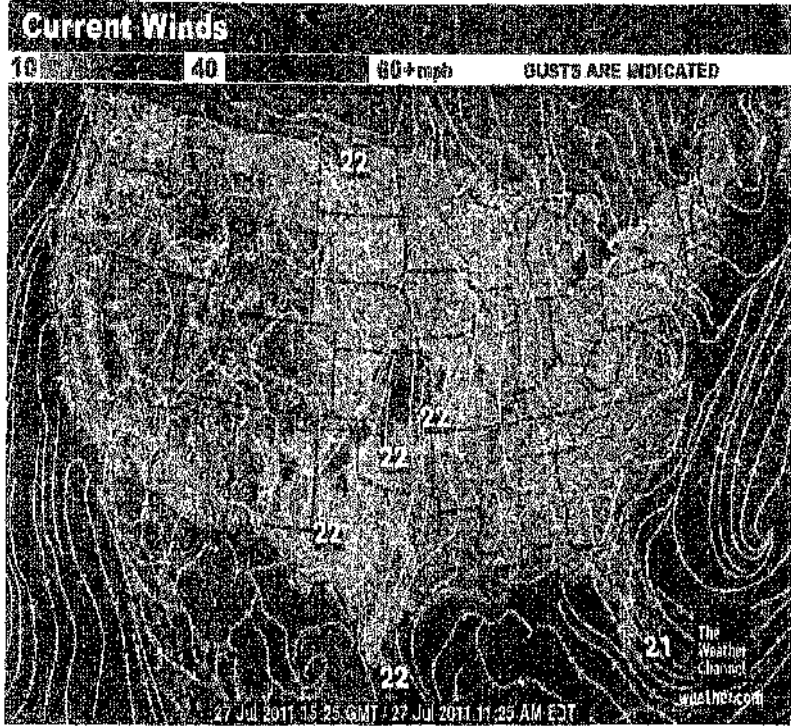 Current Winds
10 40 60+mph GUSTS ARE INDICATED
22
22
22
22
21 The
Weather
Channel
22
weather.com
27 Jul 2011 15:25 GMT / 27 Jul 2011 11:25 AM EDT